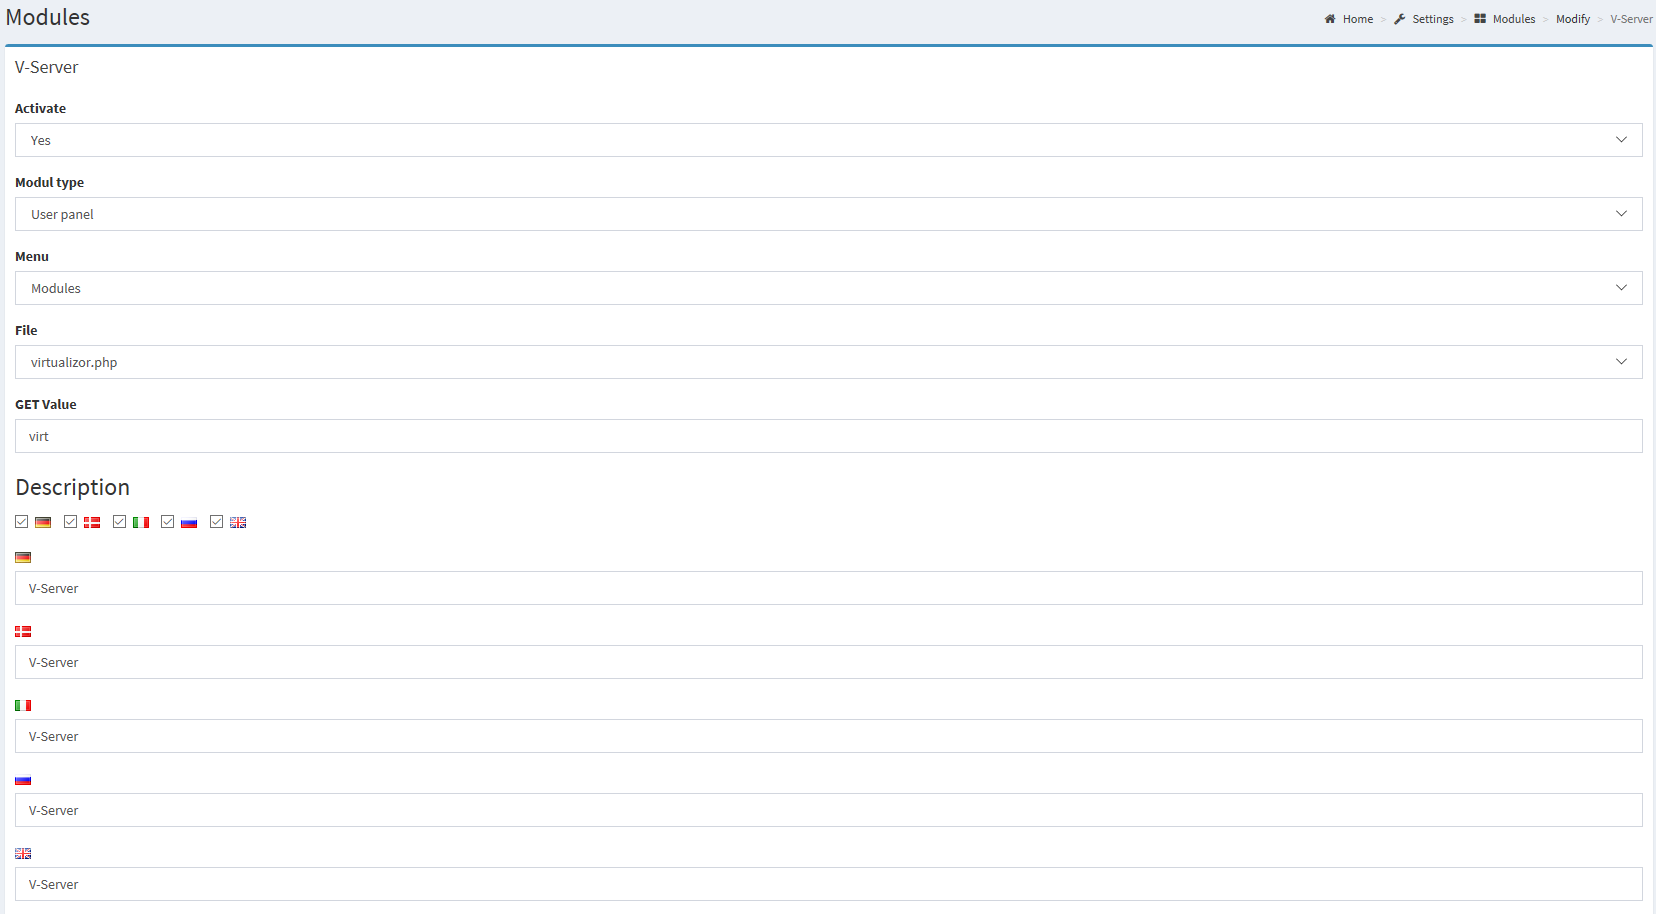 Modules
Home > Settings > Modules > Modify > V-Server
V-Server
Activate
Yes
Modul type
User panel
Menu
Modules
File
virtualizor.php
GET Value
virt
Description
V-Server
V-Server
V-Server
V-Server
V-Server